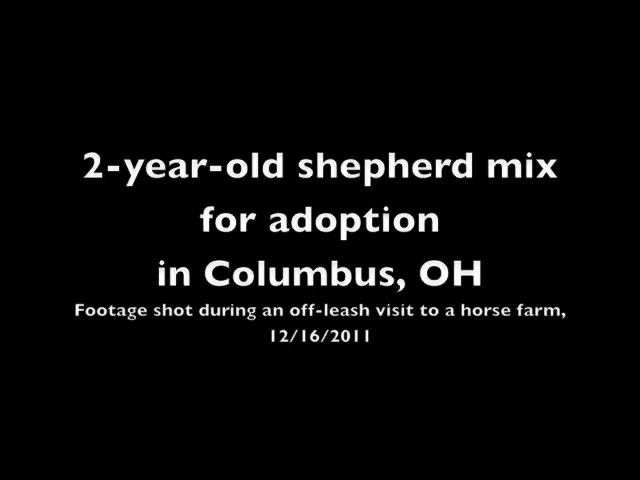 2-year-old shepherd mix
for adoption
in Columbus, OH
Footage shot during an off-leash visit to a horse farm,
12/16/2011